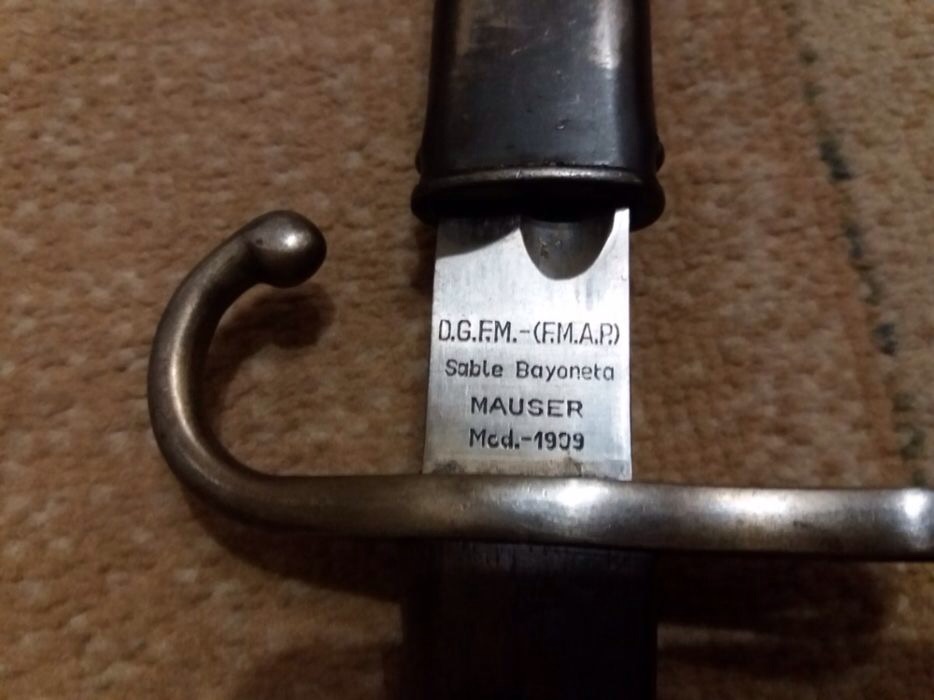 D.G.F.M.-(F.M.A.P.)
Sable Bayoneta
MAUSER
Mod.-1909